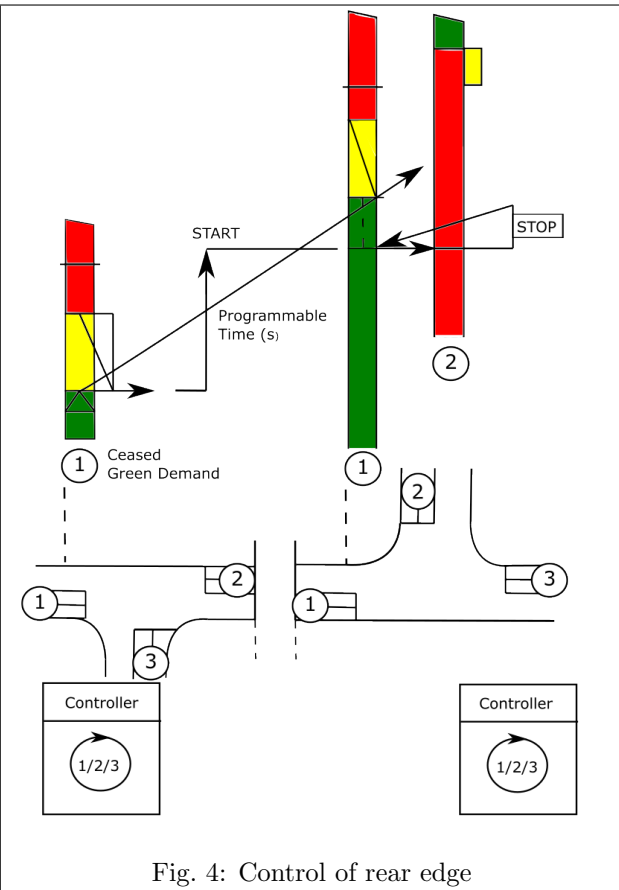 START
STOP
Programmable
Time (s)
2
1
Ceased
Green Demand
1
2
2
3
1
1
3
Controller
Controller
1/2/3
1/2/3
Fig. 4: Control of rear edge